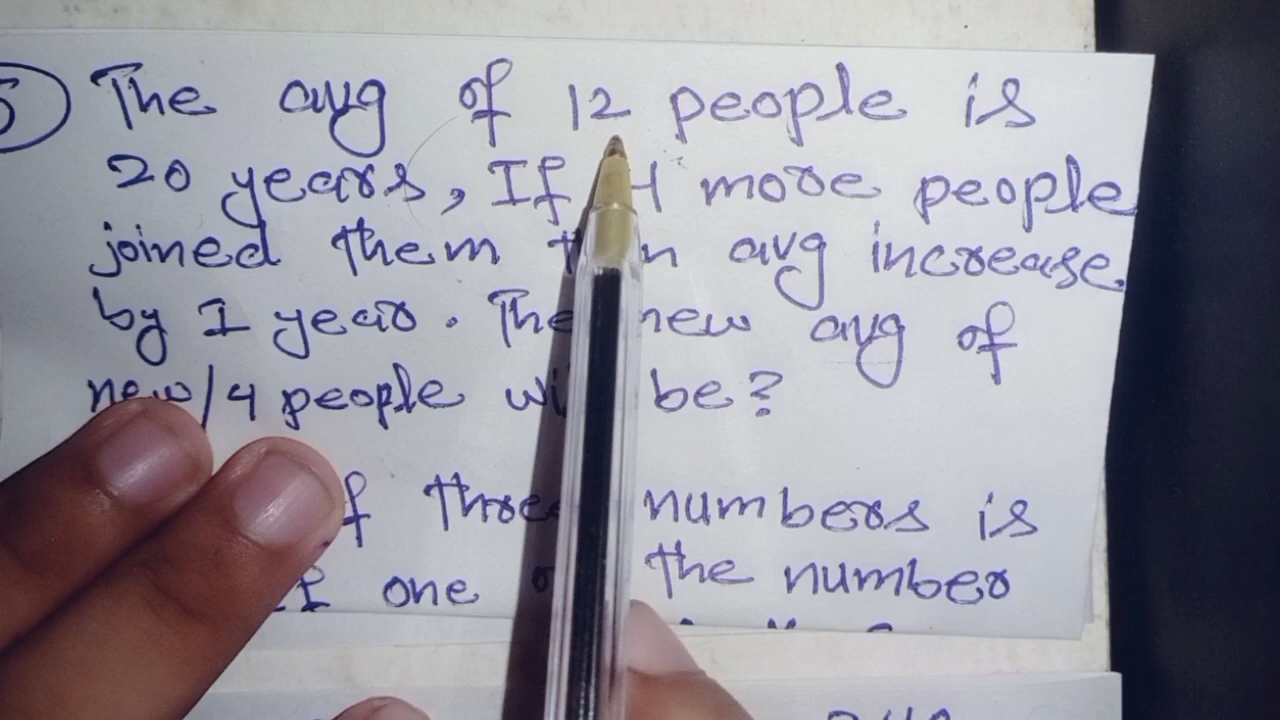 The avg of 12 people is
20 years, If 4 more people
joined them avg increase
by 1 year. The new avg of
new/4 people be?
three numbers is
If one the number